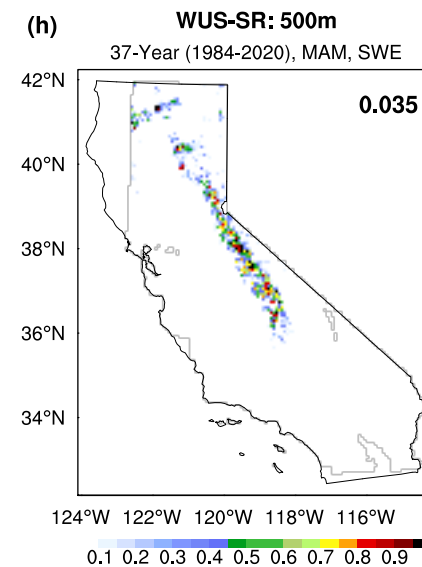 (h) WUS-SR: 500m
37-Year (1984-2020), MAM, SWE
0.035
42°N
40°N
38°N
36°N
34°N
124°W 122°W 120°W 118°W 116°W
0.1 0.2 0.3 0.4 0.5 0.6 0.7 0.8 0.9